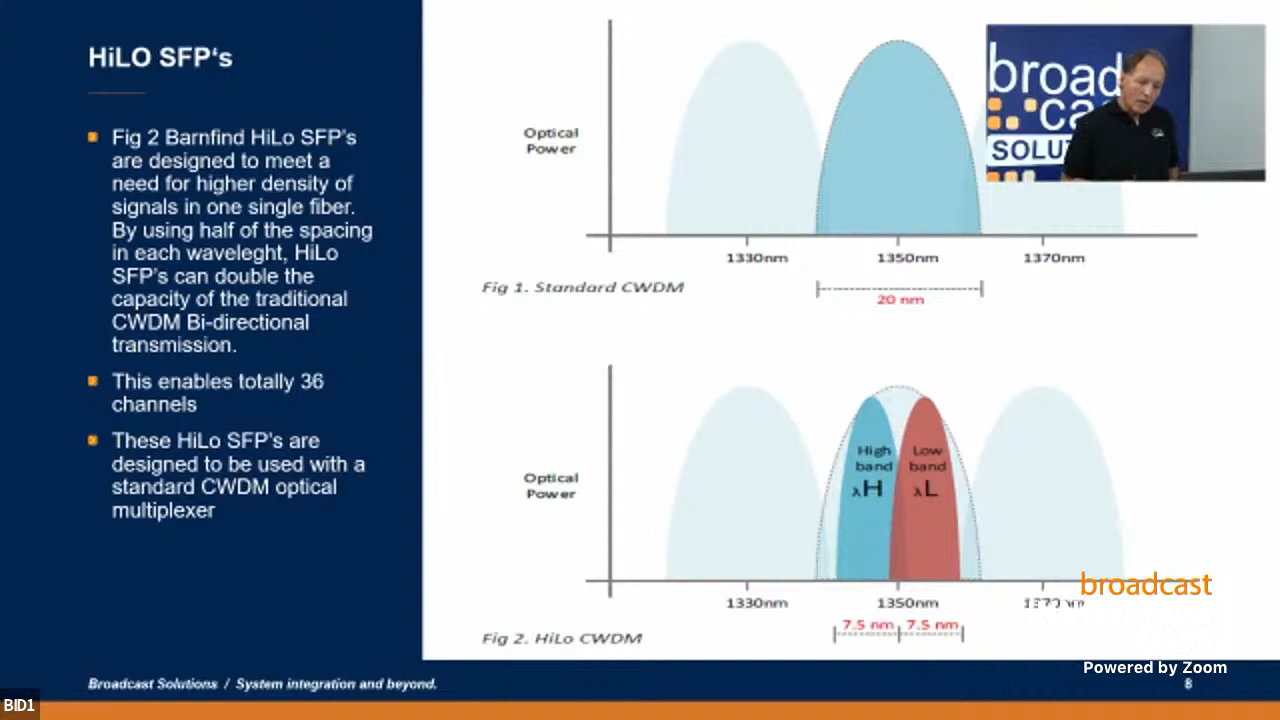 HiLO SFP's
Fig 2 Barnfind HiLo SFP's
are designed to meet a
need for higher density of
signals in one single fiber.
By using half of the spacing
in each waveleght, HiLo
SFP's can double the
capacity of the traditional
CWDM Bi-directional
transmission.
This enables totally 36
channels
These HiLo SFP's are
designed to be used with a
standard CWDM optical
multiplexer
Optical
Power
1330nm 1350nm 1370nm
Fig 1. Standard CWDM
20 nm
broad
ca
SOLU
Optical
Power
High
band
λH
Low
band
λL
1330nm 1350nm
7.5 nm 7.5 nm
Fig 2. HiLo CWDM
broadcast
Powered by Zoom
Broadcast Solutions / System integration and beyond.
8
BID1